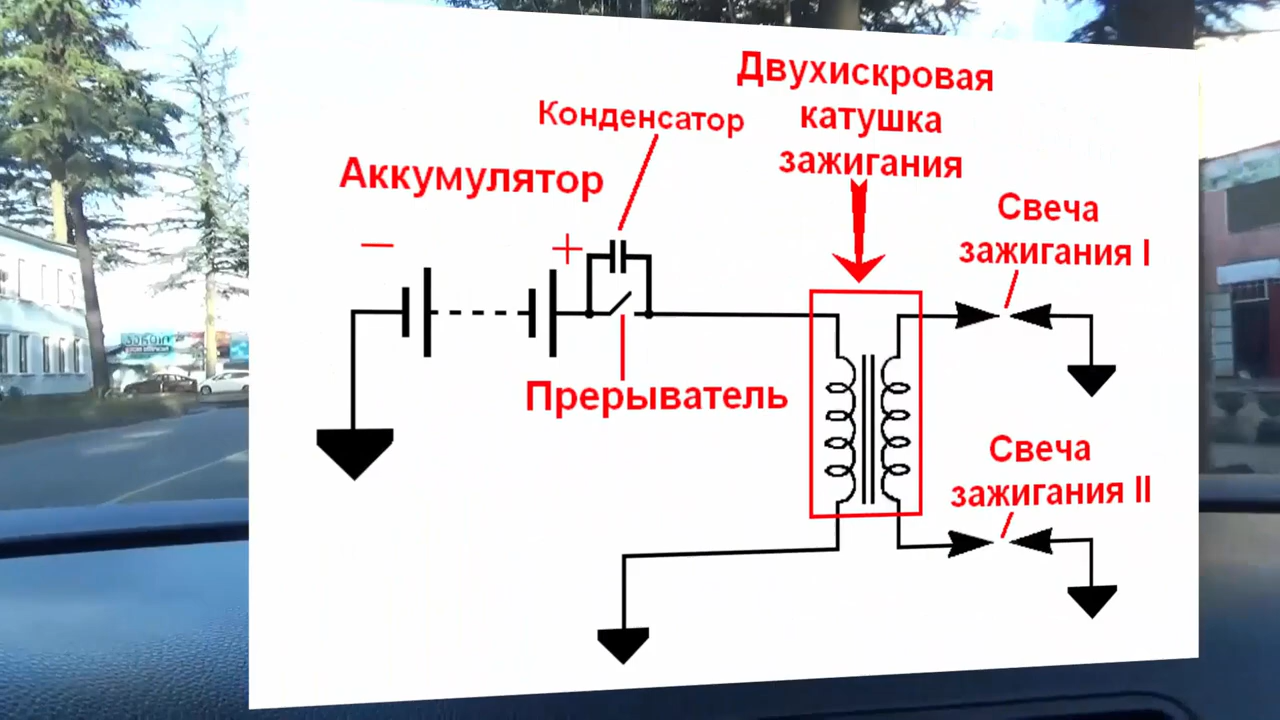 Двухискровая
катушка
зажигания
Конденсатор
Аккумулятор
− +
Прерыватель
Свеча
зажигания I
Свеча
зажигания II